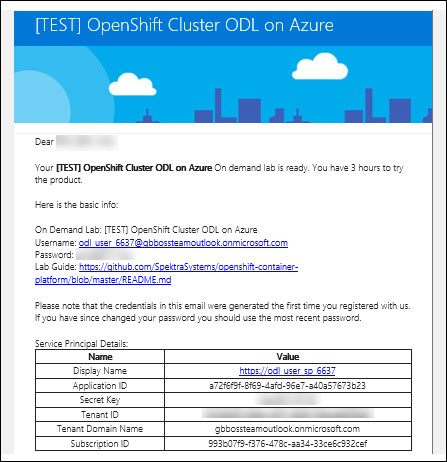 [TEST] OpenShift Cluster ODL on Azure
Dear
Your [TEST] OpenShift Cluster ODL on Azure On demand lab is ready. You have 3 hours to try
the product.
Here is the basic info:
On Demand Lab: [TEST] OpenShift Cluster ODL on Azure
Username: odl_user_6637@gbbossteamoutlook.onmicrosoft.com
Password:
Lab Guide: https://github.com/SpektraSystems/openshift-container-
platform/blob/master/README.md
Please note that the credentials in this email were generated the first time you registered with us.
If you have since changed your password you should use the most recent password.
Service Principal Details:
Name Value
Display Name https://odl_user_sp_6637
Application ID a72f6f9f-8f69-4afd-96e7-a40a57673b23
Secret Key
Tenant ID
Tenant Domain Name gbbossteamoutlook.onmicrosoft.com
Subscription ID 993b07f9-f376-478c-aa34-33ce6c932cef